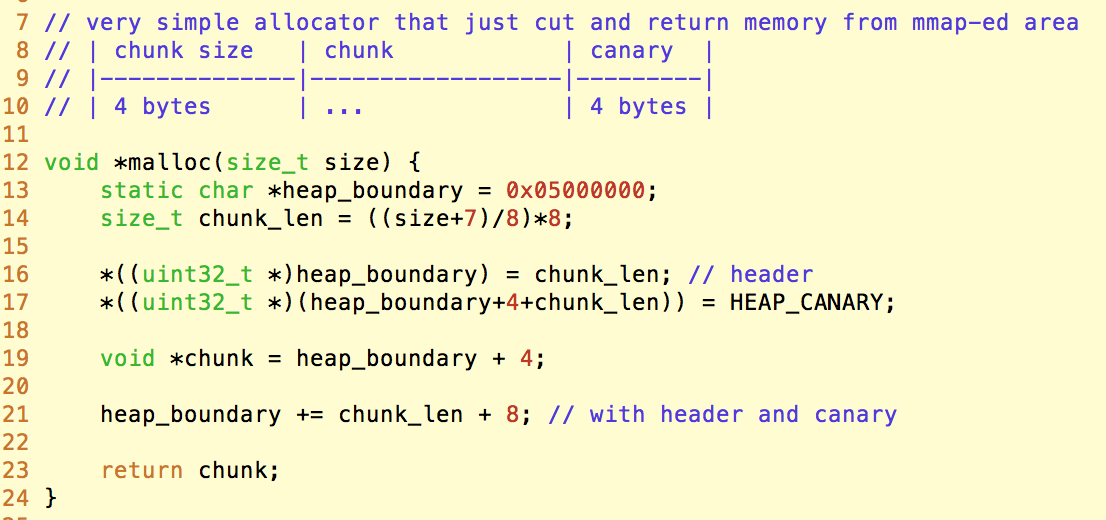 7 // very simple allocator that just cut and return memory from mmap-ed area
8 // | chunk size   | chunk            | canary  |
9 // |--------------|------------------|---------|
10 // | 4 bytes      | ...              | 4 bytes |
11
12 void *malloc(size_t size) {
13     static char *heap_boundary = 0x05000000;
14     size_t chunk_len = ((size+7)/8)*8;
15
16     *((uint32_t *)heap_boundary) = chunk_len; // header
17     *((uint32_t *)(heap_boundary+4+chunk_len)) = HEAP_CANARY;
18
19     void *chunk = heap_boundary + 4;
20
21     heap_boundary += chunk_len + 8; // with header and canary
22
23     return chunk;
24 }